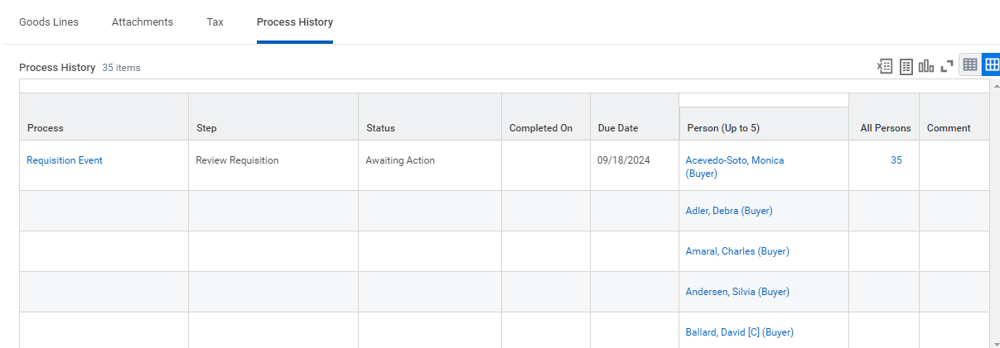 Goods Lines Attachments Tax Process History
Process History 35 items
Process Step Status Completed On Due Date Person (Up to 5) All Persons Comment
Requisition Event Review Requisition Awaiting Action 09/18/2024 Acevedo-Soto, Monica 35
(Buyer)
Adler, Debra (Buyer)
Amaral, Charles (Buyer)
Andersen, Silvia (Buyer)
Ballard, David [C] (Buyer)